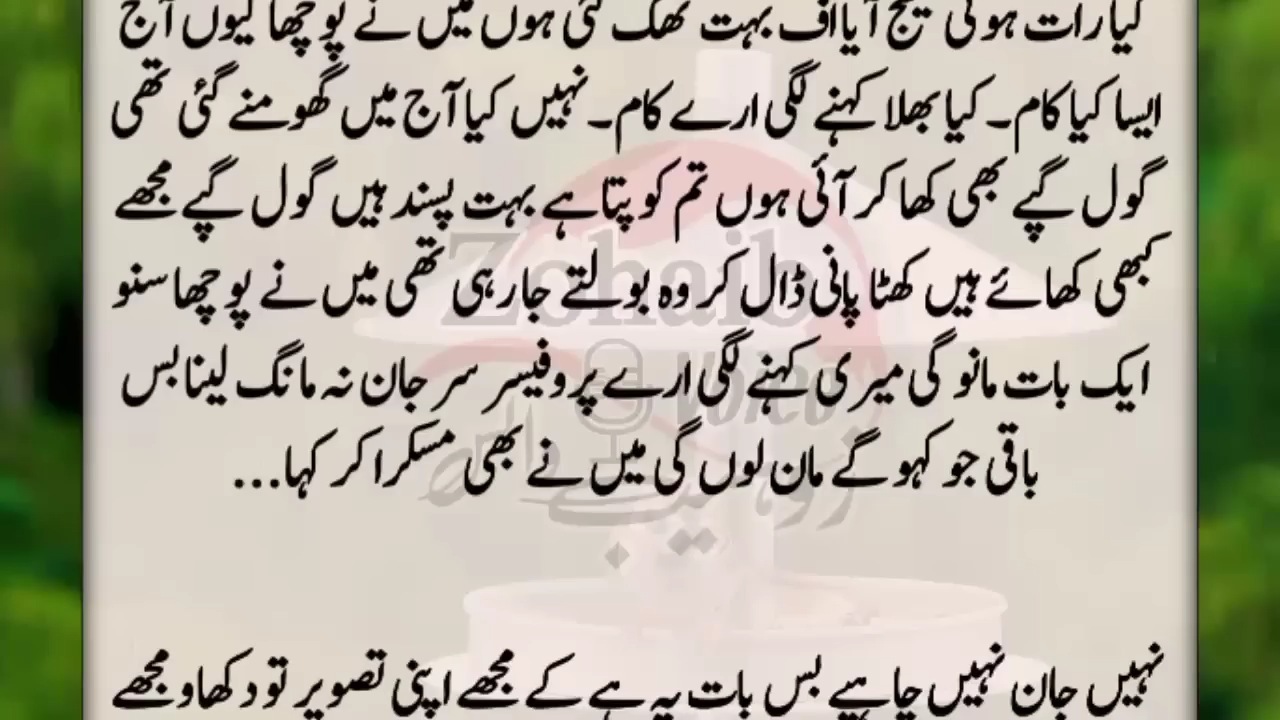 کیا رات ہوئی میسج آیا اف بہت تھک گئی ہوں میں نے پوچھا کیوں آج
ایسا کیا کام۔ کیا بھلا کہنے لگی ارے کام۔ نہیں کیا آج میں گھومنے گئی تھی
گول گپے بھی کھا کر آئی ہوں تم کو پتا ہے بہت پسند ہیں گول گپے مجھے
کبھی کھائے ہیں کھٹا پانی ڈال کر وہ بولتے جا رہی تھی میں نے پوچھا سنو
ایک بات مانو گی میری کہنے لگی ارے پروفیسر سر جان نہ مانگ لینا بس
باقی جو کہو گے مان لوں گی میں نے بھی مسکرا کر کہا...
Zohaib
Voice
زوہیب وائس
نہیں جان نہیں چاہیے بس بات یہ ہے کے مجھے اپنی تصویر تو دکھاو مجھے